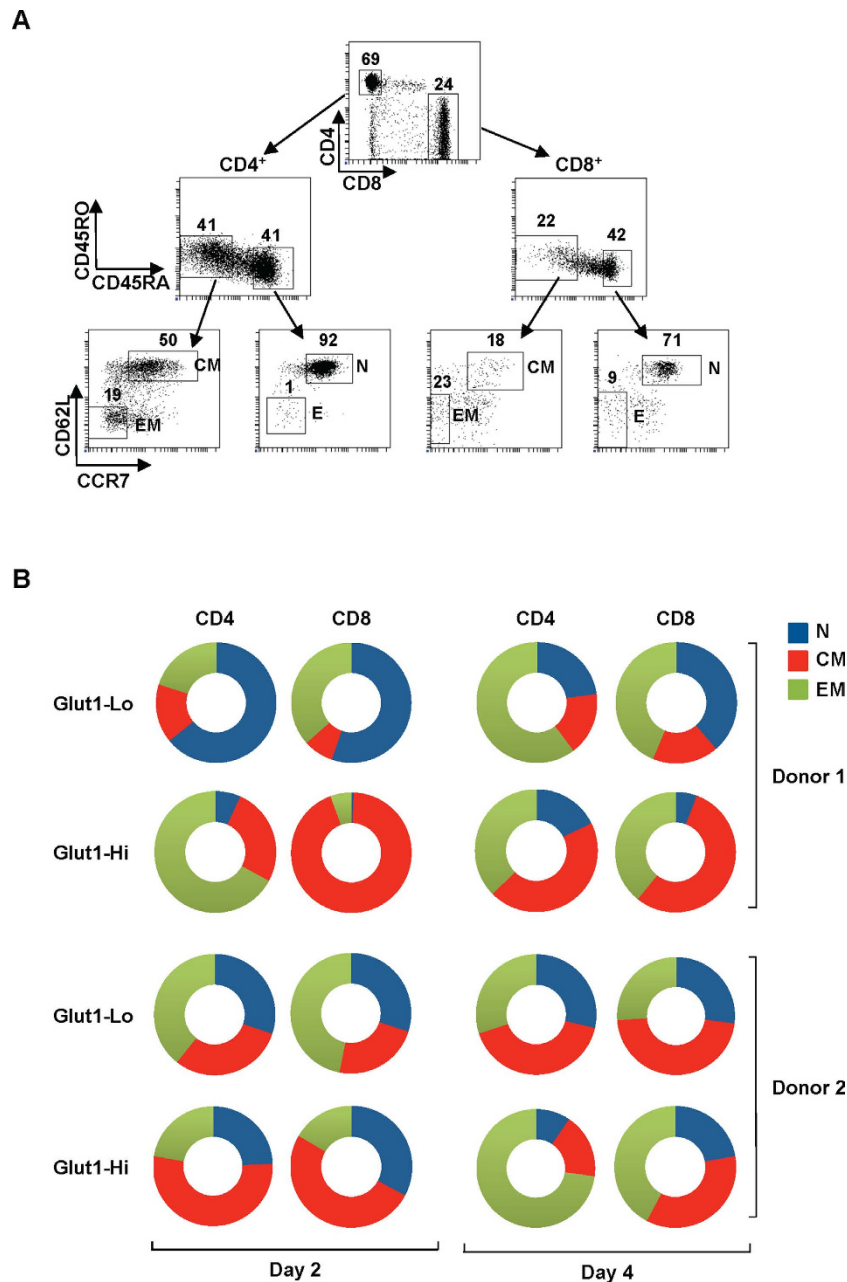 A
69
24
CD4
CD8
CD4+
CD8+
CD45RO
CD45RA
41
41
22
42
50
CM
19
EM
92
N
1
E
18
CM
23
EM
71
N
9
E
CD62L
CCR7
B
CD4
CD8
CD4
CD8
N
CM
EM
Glut1-Lo
Glut1-Hi
Donor 1
Glut1-Lo
Glut1-Hi
Donor 2
Day 2
Day 4